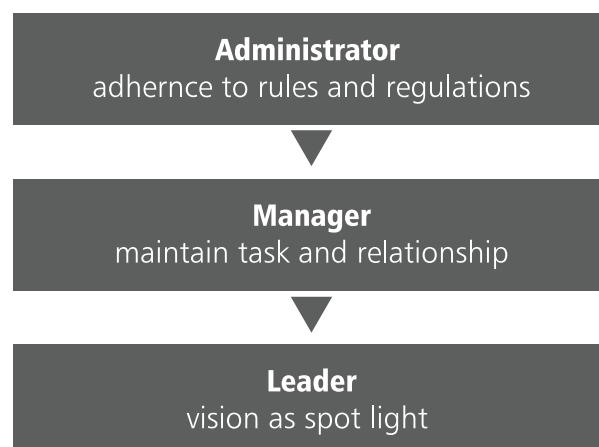 Administrator
adhernce to rules and regulations
Manager
maintain task and relationship
Leader
vision as spot light